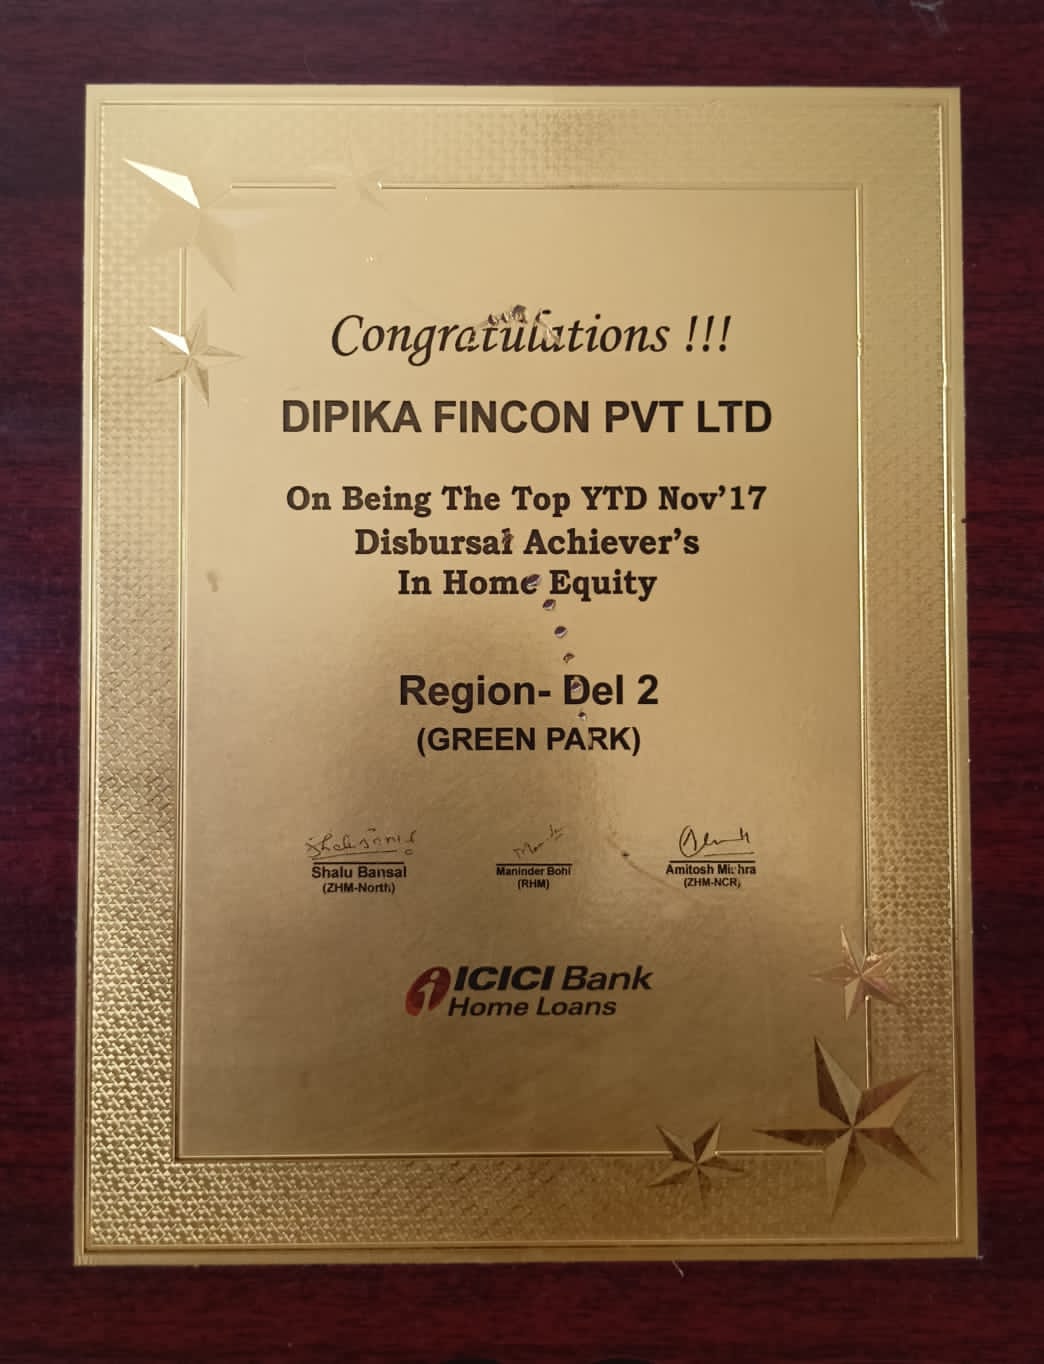 Congratulations !!!
DIPIKA FINCON PVT LTD
On Being The Top YTD Nov'17
Disbursal Achiever's
In Home Equity
Region- Del 2
(GREEN PARK)
Shalu Bansal
(ZHM-North)
Maninder Bohi
(RHM)
Amitosh Mishra
(ZHM-NCR)
ICICI Bank
Home Loans